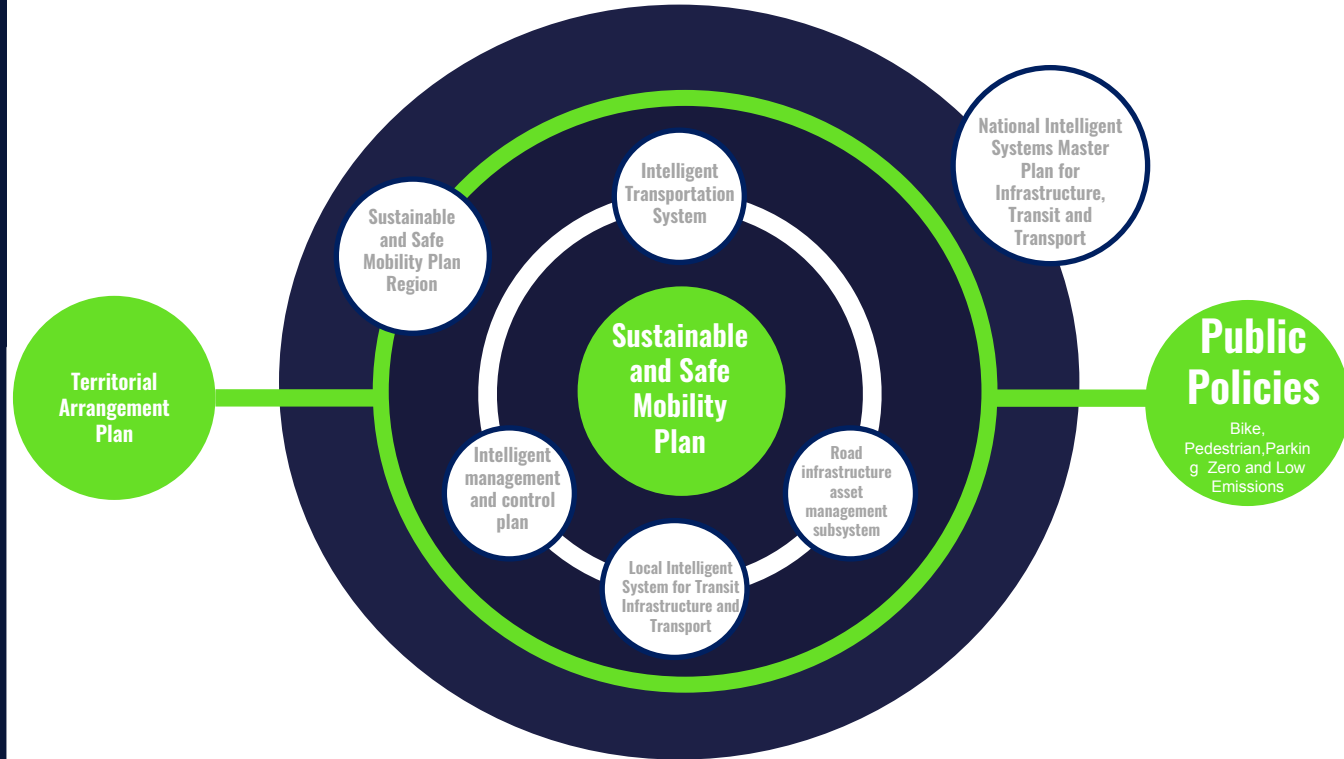 National Intelligent
Systems Master
Plan for
Infrastructure,
Transit and
Transport
Intelligent
Transportation
System
Sustainable
and Safe
Mobility Plan
Region
Sustainable
and Safe
Mobility
Plan
Territorial
Arrangement
Plan
Public
Policies
Bike,
Pedestrian,Parkin
g  Zero and Low
Emissions
Intelligent
management
and control
plan
Road
infrastructure
asset
management
subsystem
Local Intelligent
System for Transit
Infrastructure and
Transport